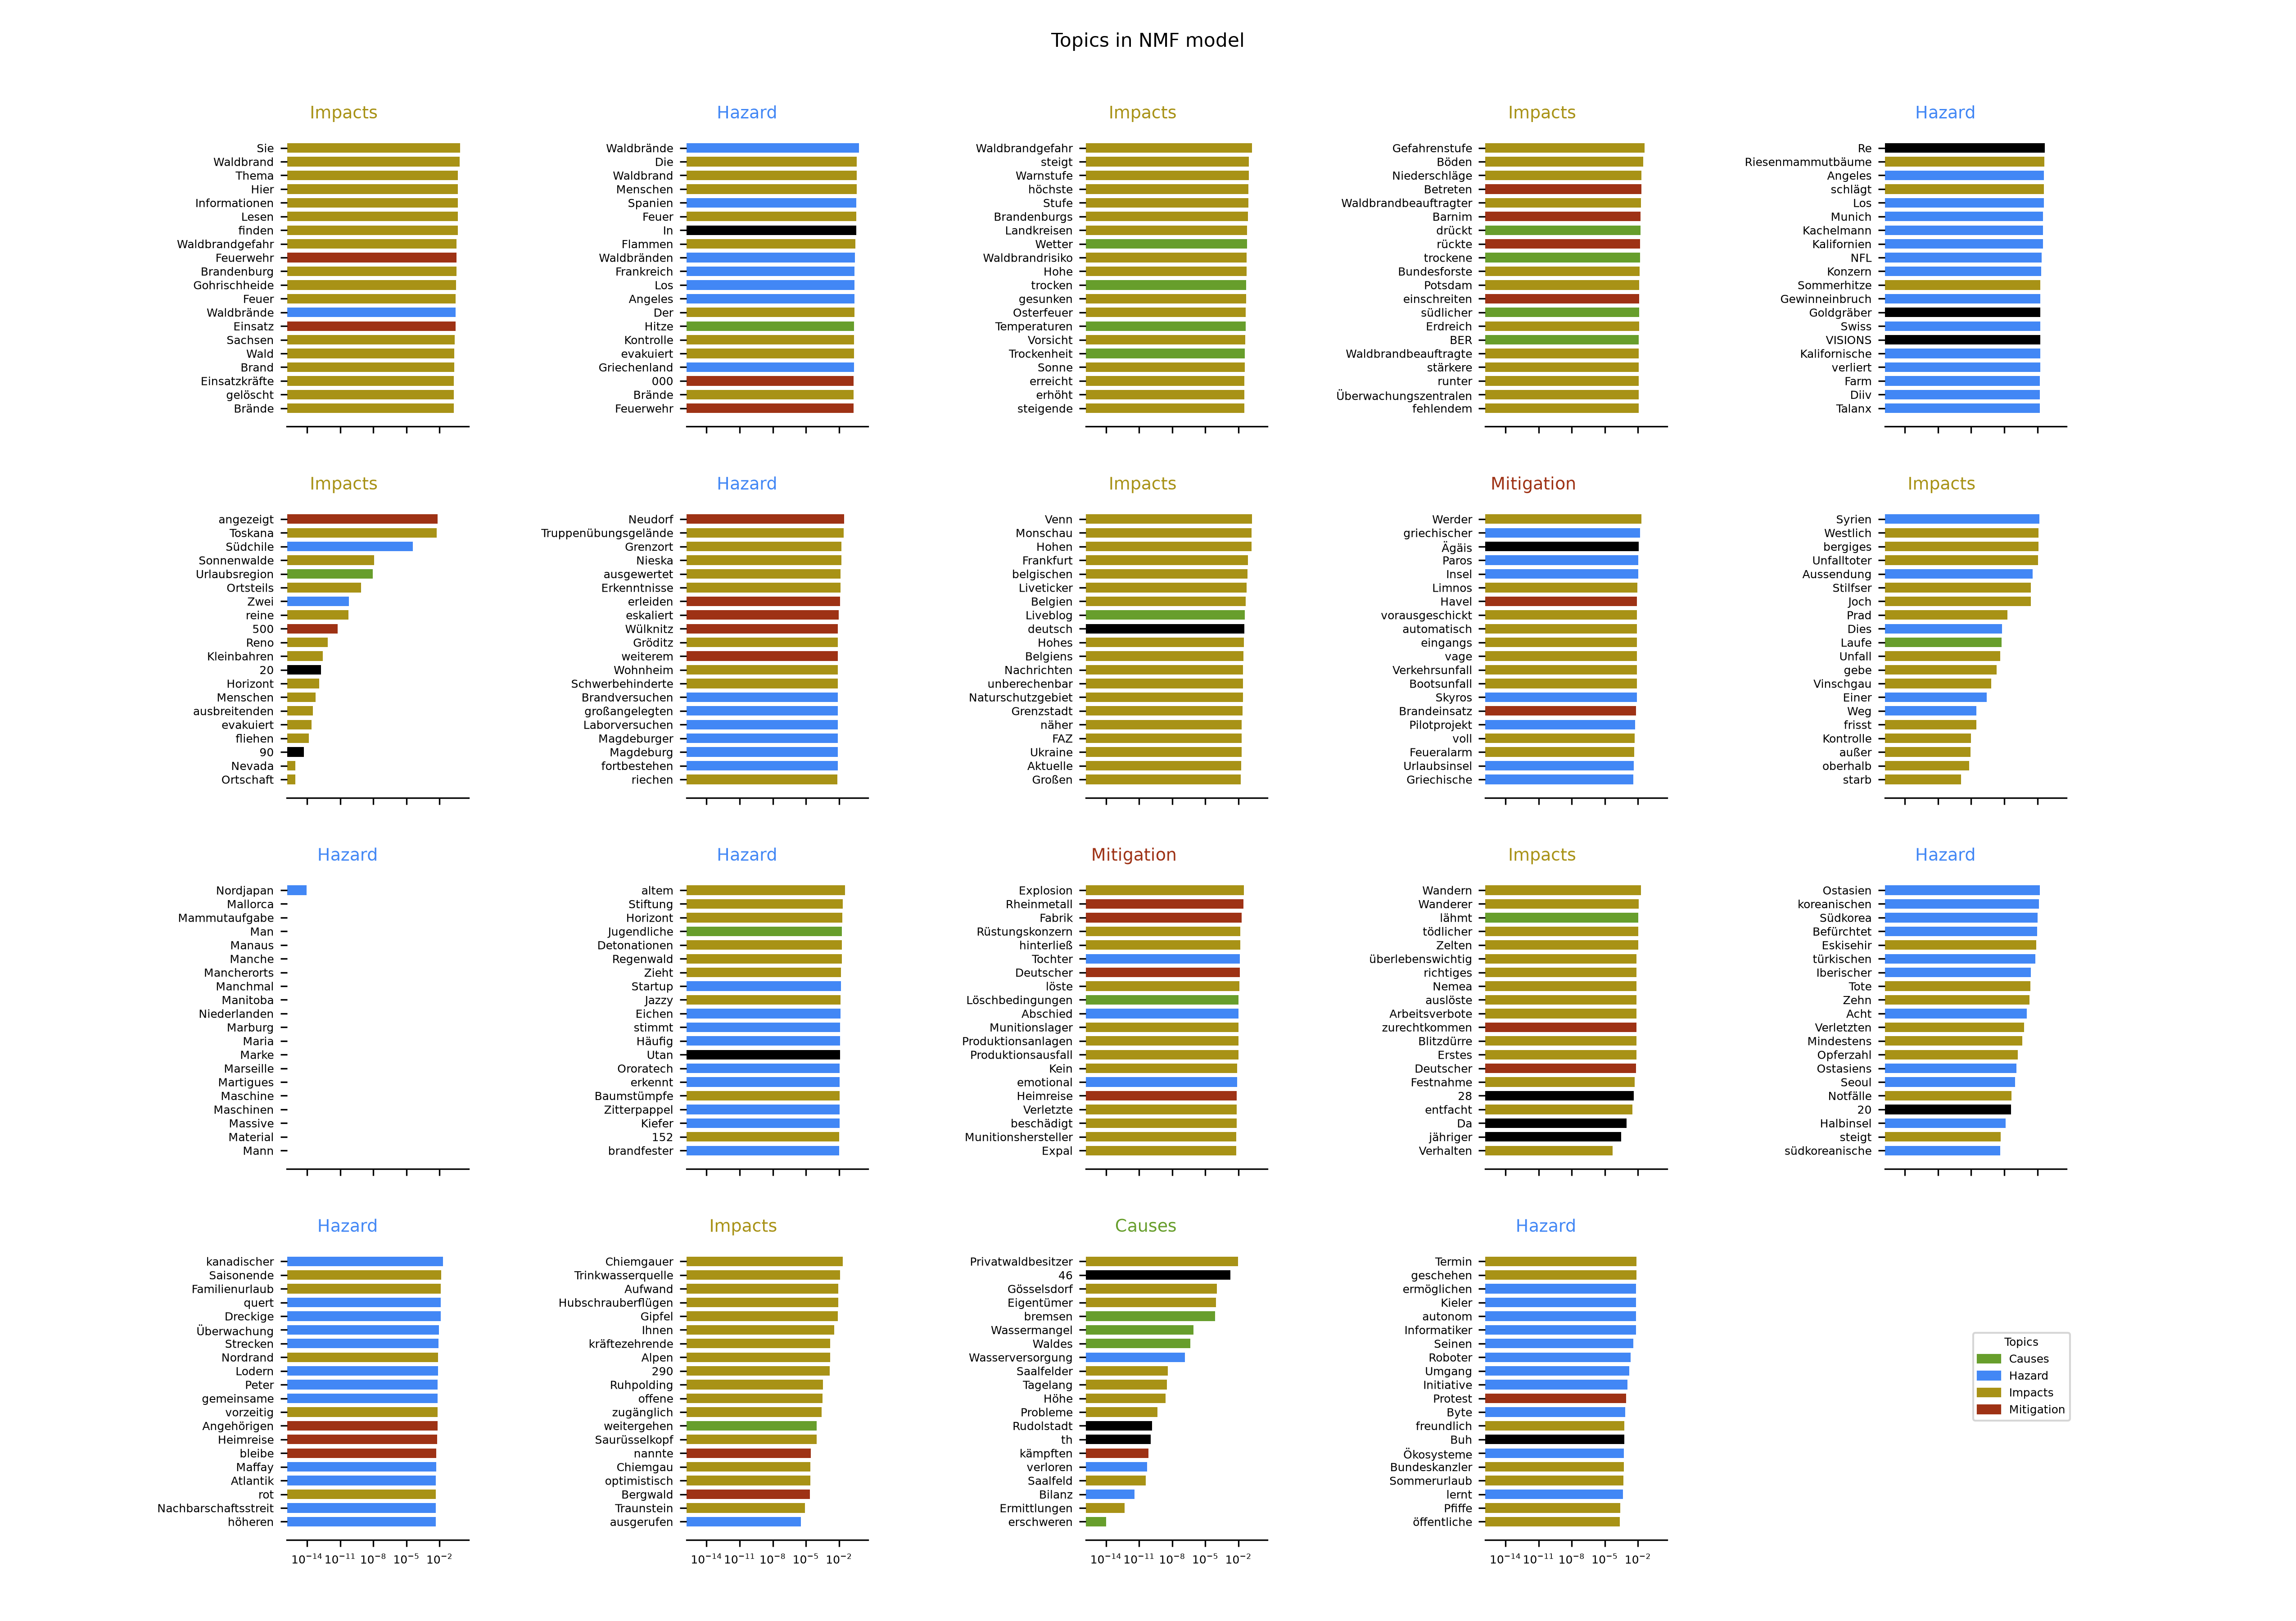 Topics in NMF model
Impacts
Sie
Waldbrand
Thema
Hier
Informationen
Lesen
finden
Waldbrandgefahr
Feuerwehr
Brandenburg
Gohrischheide
Feuer
Waldbrände
Einsatz
Sachsen
Wald
Brand
Einsatzkräfte
gelöscht
Brände
Hazard
Waldbrände
Die
Waldbrand
Menschen
Spanien
Feuer
In
Flammen
Waldbränden
Frankreich
Los
Angeles
Der
Hitze
Kontrolle
evakuiert
Griechenland
000
Brände
Feuerwehr
Impacts
Waldbrandgefahr
steigt
Warnstufe
höchste
Stufe
Brandenburgs
Landkreisen
Wetter
Waldbrandrisiko
Hohe
trocken
gesunken
Osterfeuer
Temperaturen
Vorsicht
Trockenheit
Sonne
erreicht
erhöht
steigende
Impacts
Gefahrenstufe
Böden
Niederschläge
Betreten
Waldbrandbeauftragter
Barnim
drückt
rückte
trockene
Bundesforste
Potsdam
einschreiten
südlicher
Erdreich
BER
Waldbrandbeauftragte
stärkere
runter
Überwachungszentralen
fehlendem
Hazard
Re
Riesenmammutbäume
Angeles
schlägt
Los
Munich
Kachelmann
Kalifornien
NFL
Konzern
Sommerhitze
Gewinneinbruch
Goldgräber
Swiss
VISIONS
Kalifornische
verliert
Farm
Diiv
Talanx
Impacts
angezeigt
Toskana
Südchile
Sonnenwalde
Urlaubsregion
Ortsteils
Zwei
reine
500
Reno
Kleinbahren
20
Horizont
Menschen
ausbreitenden
evakuiert
fliehen
90
Nevada
Ortschaft
Hazard
Neudorf
Truppenübungsgelände
Grenzort
Nieska
ausgewertet
Erkenntnisse
erleiden
eskaliert
Wülknitz
Gröditz
weiterem
Wohnheim
Schwerbehinderte
Brandversuchen
großangelegten
Laborversuchen
Magdeburger
Magdeburg
fortbestehen
riechen
Impacts
Venn
Monschau
Hohen
Frankfurt
belgischen
Liveticker
Belgien
Liveblog
deutsch
Hohes
Belgiens
Nachrichten
unberechenbar
Naturschutzgebiet
Grenzstadt
näher
FAZ
Ukraine
Aktuelle
Großen
Mitigation
Werder
griechischer
Ägäis
Paros
Insel
Limnos
Havel
vorausgeschickt
automatisch
eingangs
vage
Verkehrsunfall
Bootsunfall
Skyros
Brandeinsatz
Pilotprojekt
voll
Feueralarm
Urlaubsinsel
Griechische
Impacts
Syrien
Westlich
bergiges
Unfalltoter
Aussendung
Stilfser
Joch
Prad
Dies
Laufe
Unfall
gebe
Vinschgau
Einer
Weg
frisst
Kontrolle
außer
oberhalb
starb
Hazard
Nordjapan
Mallorca
Mammutaufgabe
Man
Manaus
Manche
Mancherorts
Manchmal
Manitoba
Niederlanden
Marburg
Maria
Marke
Marseille
Martigues
Maschine
Maschinen
Massive
Material
Mann
Hazard
altem
Stiftung
Horizont
Jugendliche
Detonationen
Regenwald
Zieht
Startup
Jazzy
Eichen
stimmt
Häufig
Utan
Ororatech
erkennt
Baumstümpfe
Zitterpappel
Kiefer
152
brandfester
Mitigation
Explosion
Rheinmetall
Fabrik
Rüstungskonzern
hinterließ
Tochter
Deutscher
löste
Löschbedingungen
Abschied
Munitionslager
Produktionsanlagen
Produktionsausfall
Kein
emotional
Heimreise
Verletzte
beschädigt
Munitionshersteller
Expal
Impacts
Wandern
Wanderer
lähmt
tödlicher
Zelten
überlebenswichtig
richtiges
Nemea
auslöste
Arbeitsverbote
zurechtkommen
Blitzdürre
Erstes
Deutscher
Festnahme
28
entfacht
Da
jähriger
Verhalten
Hazard
Ostasien
koreanischen
Südkorea
Befürchtet
Eskisehir
türkischen
Iberischer
Tote
Zehn
Acht
Verletzten
Mindestens
Opferzahl
Ostasiens
Seoul
Notfälle
20
Halbinsel
steigt
südkoreanische
Hazard
kanadischer
Saisonende
Familienurlaub
quert
Dreckige
Überwachung
Strecken
Nordrand
Lodern
Peter
gemeinsame
vorzeitig
Angehörigen
Heimreise
bleibe
Maffay
Atlantik
rot
Nachbarschaftsstreit
höheren
10⁻¹⁴ 10⁻¹¹ 10⁻⁸ 10⁻⁵ 10⁻²
Impacts
Chiemgauer
Trinkwasserquelle
Aufwand
Hubschrauberflügen
Gipfel
Ihnen
kräftezehrende
Alpen
290
Ruhpolding
offene
zugänglich
weitergehen
Saurüsselkopf
nannte
Chiemgau
optimistisch
Bergwald
Traunstein
ausgerufen
10⁻¹⁴ 10⁻¹¹ 10⁻⁸ 10⁻⁵ 10⁻²
Causes
Privatwaldbesitzer
46
Gösselsdorf
Eigentümer
bremsen
Wassermangel
Waldes
Wasserversorgung
Saalfelder
Tagelang
Höhe
Probleme
Rudolstadt
th
kämpften
verloren
Saalfeld
Bilanz
Ermittlungen
erschweren
10⁻¹⁴ 10⁻¹¹ 10⁻⁸ 10⁻⁵ 10⁻²
Hazard
Termin
geschehen
ermöglichen
Kieler
autonom
Informatiker
Seinen
Roboter
Umgang
Initiative
Protest
Byte
freundlich
Buh
Ökosysteme
Bundeskanzler
Sommerurlaub
lernt
Pfiffe
öffentliche
10⁻¹⁴ 10⁻¹¹ 10⁻⁸ 10⁻⁵ 10⁻²
Topics
Causes
Hazard
Impacts
Mitigation